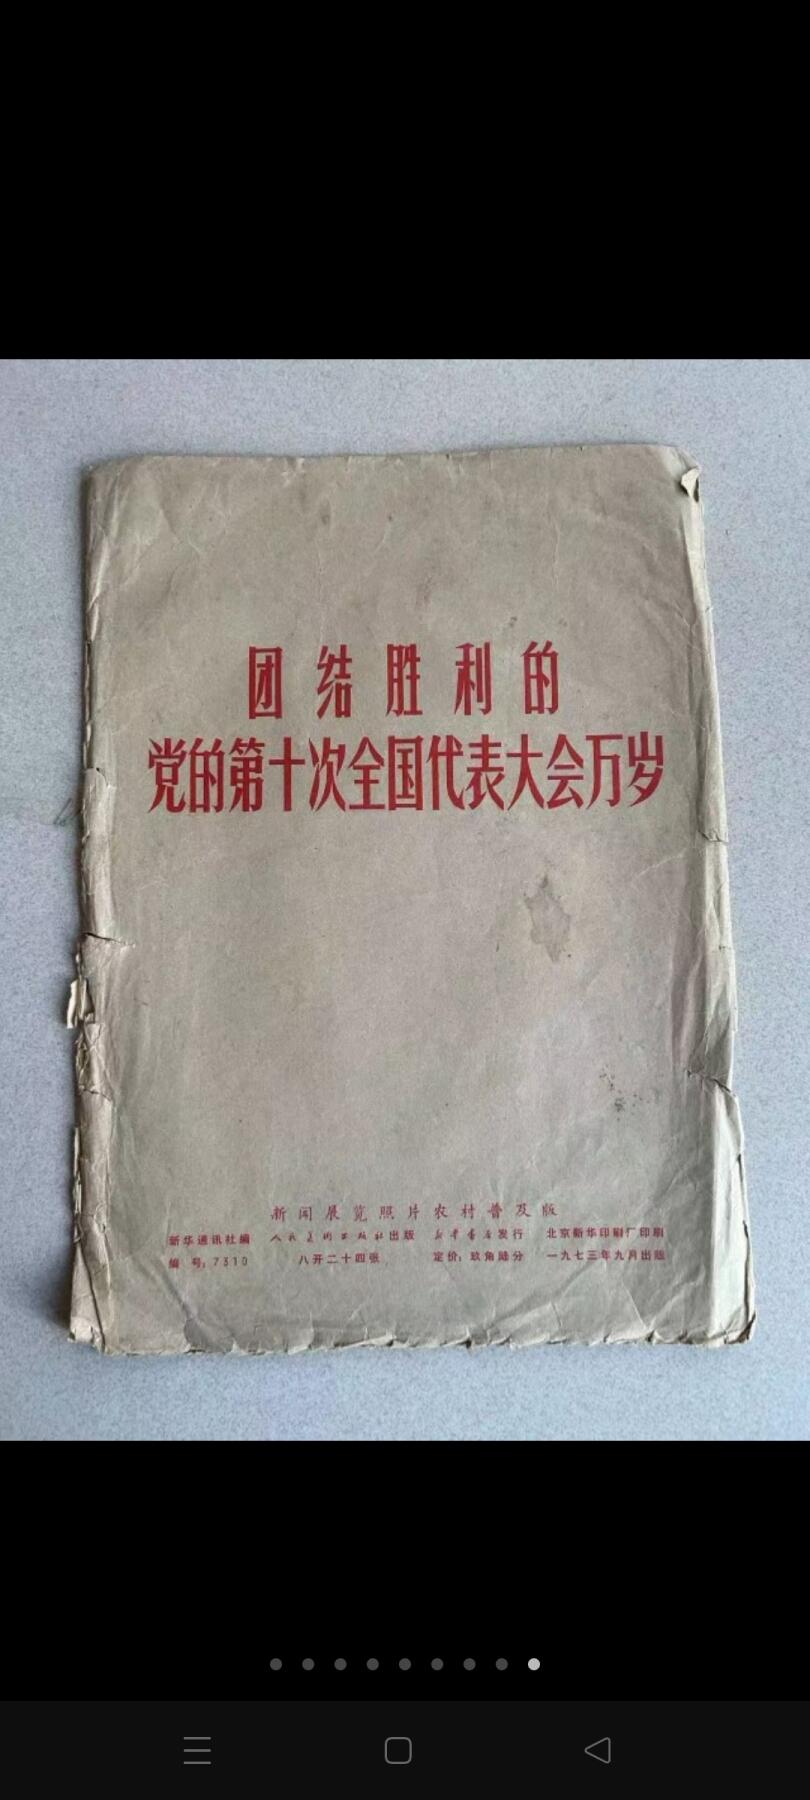 团结胜利的
党的第十次全国代表大会万岁
新闻展览照片农村普及版
新华通讯社编 人民美术出版社出版 新华书店发行 北京新华印刷厂印刷
编号:7310 八开二十四张 定价:玖角陆分 一九七三年九月出版